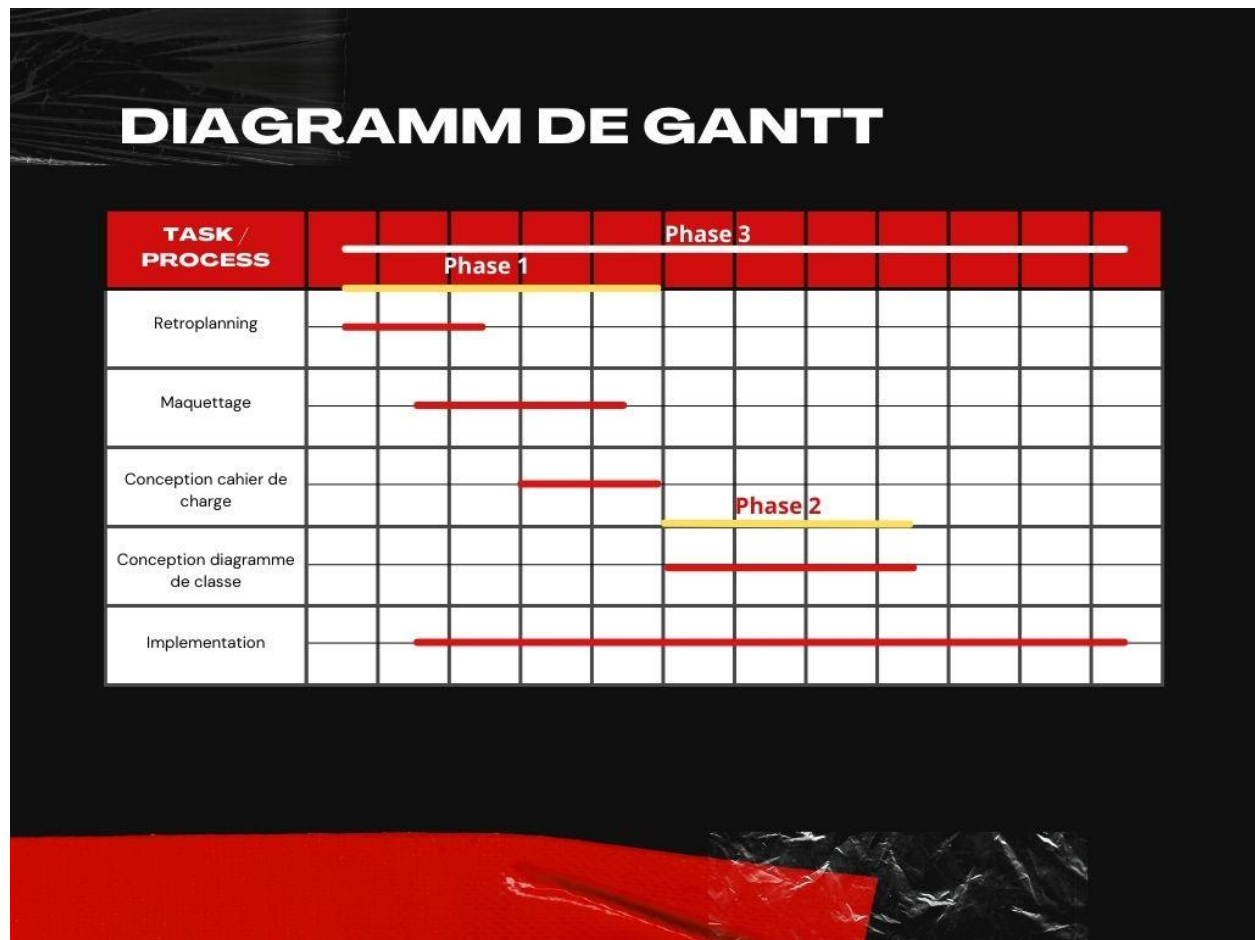 DIAGRAMM DE GANTT
TASK /
PROCESS
Phase 3
Phase 1
Retroplanning
Maquettage
Conception cahier de
charge
Phase 2
Conception diagramme
de classe
Implementation